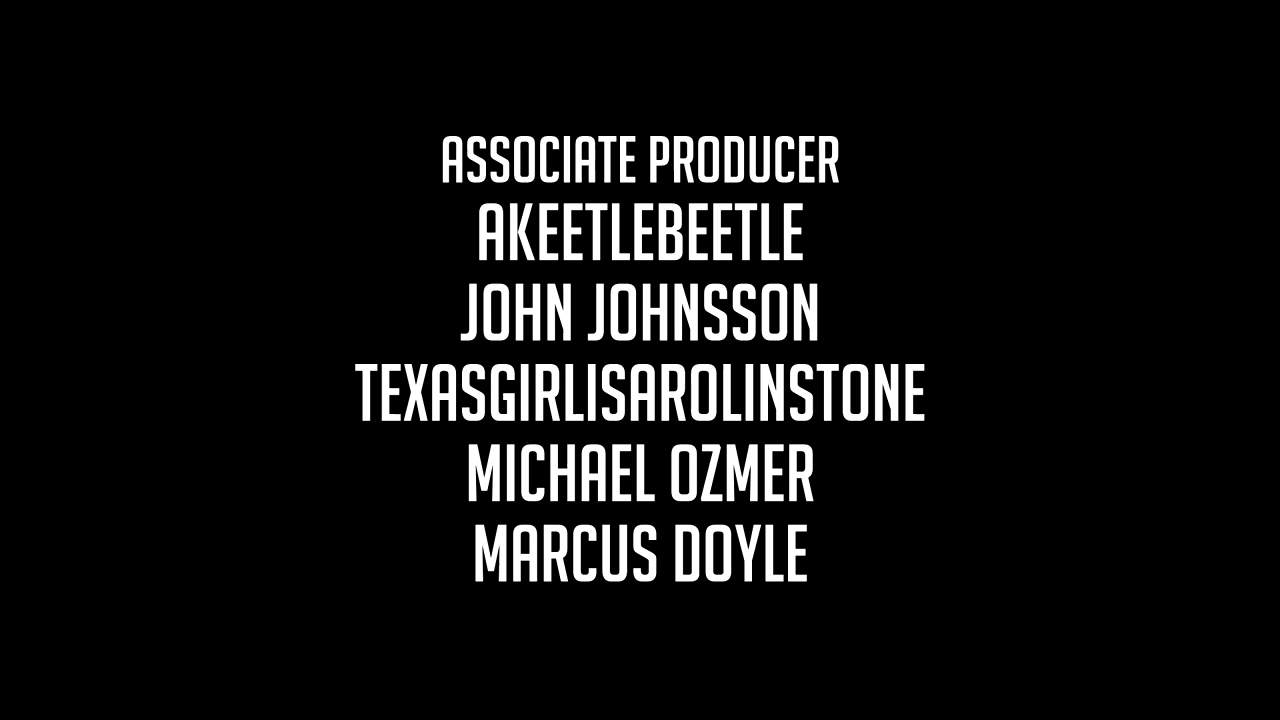 ASSOCIATE PRODUCER
AKEETLEBEETLE
JOHN JOHNSSON
TEXASGIRLISAROLINSTONE
MICHAEL OZMER
MARCUS DOYLE